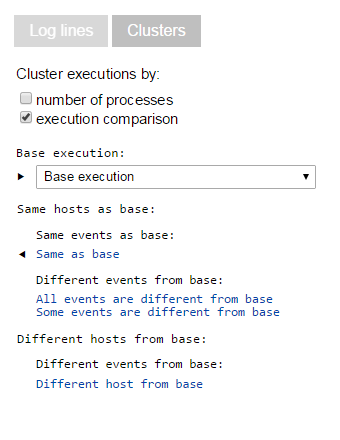 Log lines Clusters
Cluster executions by:
number of processes
execution comparison
Base execution:
Base execution
Same hosts as base:
Same events as base:
Same as base
Different events from base:
All events are different from base
Some events are different from base
Different hosts from base:
Different events from base:
Different host from base